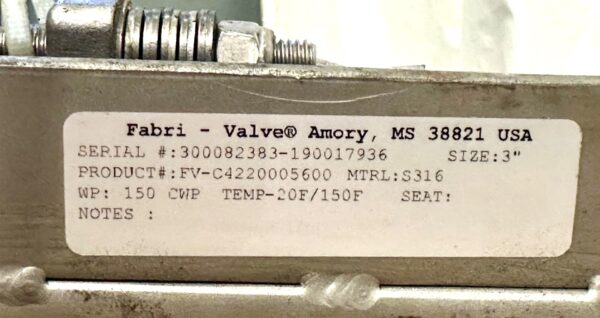 Fabri - Valve® Amory, MS 38821 USA
SERIAL #:300082383-190017936 SIZE:3"
PRODUCT#:FV-C4220005600 MTRL:S316
WP: 150 CWP TEMP-20F/150F SEAT:
NOTES :